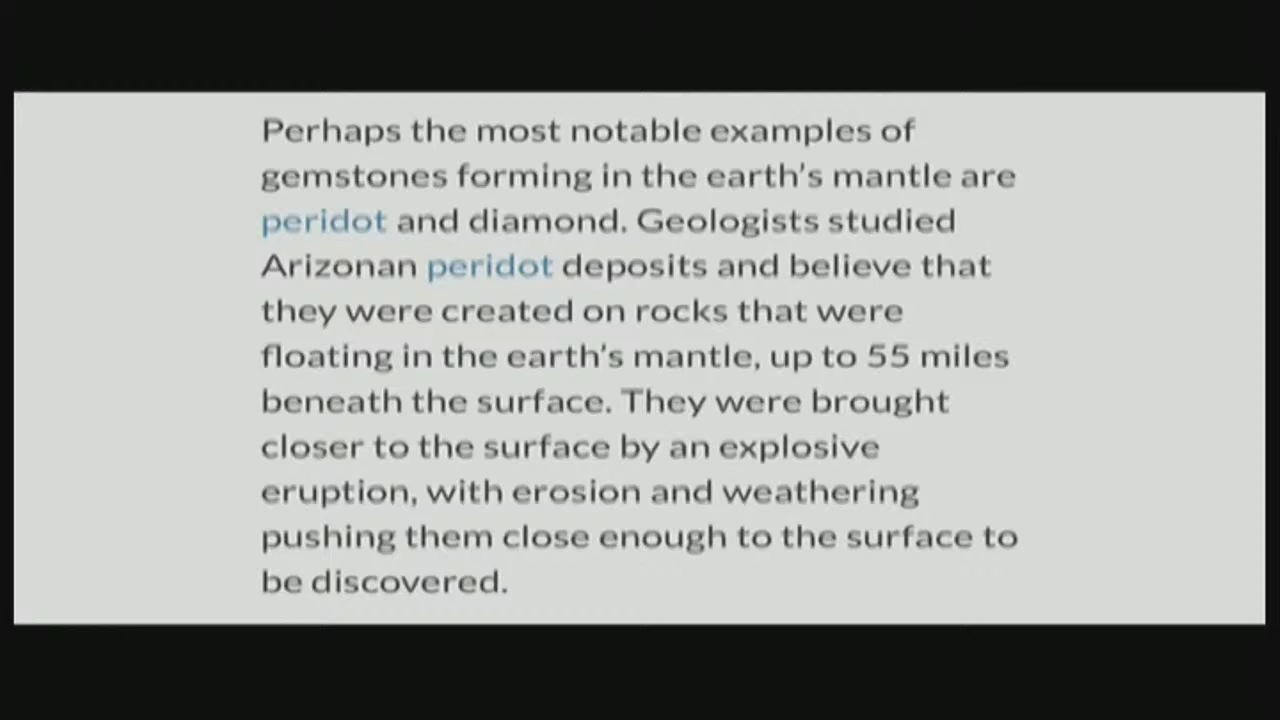 Perhaps the most notable examples of
gemstones forming in the earth's mantle are
peridot and diamond. Geologists studied
Arizonan peridot deposits and believe that
they were created on rocks that were
floating in the earth's mantle, up to 55 miles
beneath the surface. They were brought
closer to the surface by an explosive
eruption, with erosion and weathering
pushing them close enough to the surface to
be discovered.